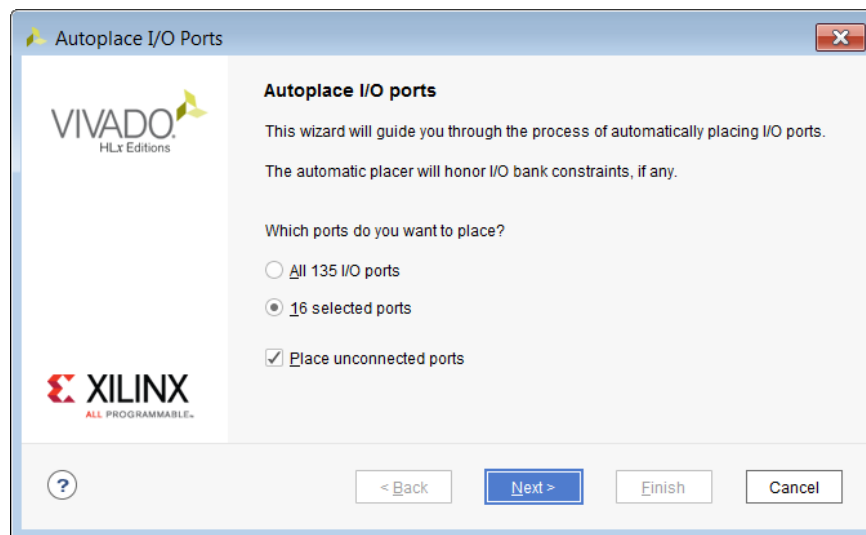 Autoplace I/O Ports
VIVADO.
HLx Editions
Autoplace I/O ports
This wizard will guide you through the process of automatically placing I/O ports.
The automatic placer will honor I/O bank constraints, if any.
Which ports do you want to place?
All 135 I/O ports
16 selected ports
Place unconnected ports
XILINX
ALL PROGRAMMABLE™
?
< Back
Next >
Finish
Cancel